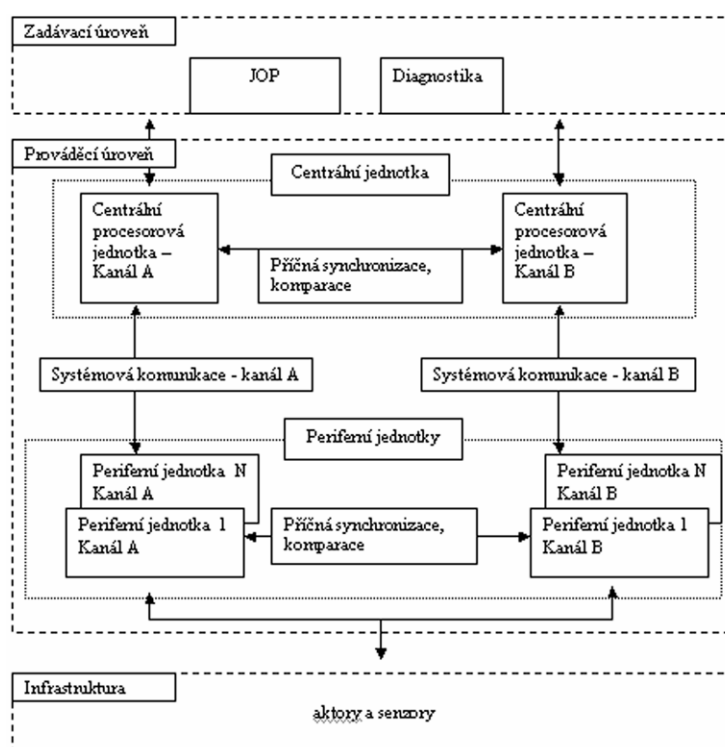 Zadávací úroveň
JOP
Diagnostika
Prováděcí úroveň
Centrální jednotka
Centrální
procesorová
jednotka –
Kanál A
Centrální
procesorová
jednotka –
Kanál B
Příčná synchronizace,
komparace
Systémová komunikace - kanál A
Systémová komunikace - kanál B
Periferní jednotky
Periferní jednotka N
Kanál A
Periferní jednotka N
Kanál B
Periferní jednotka 1
Kanál A
Příčná synchronizace,
komparace
Periferní jednotka 1
Kanál B
Infrastruktura
aktory a senzory